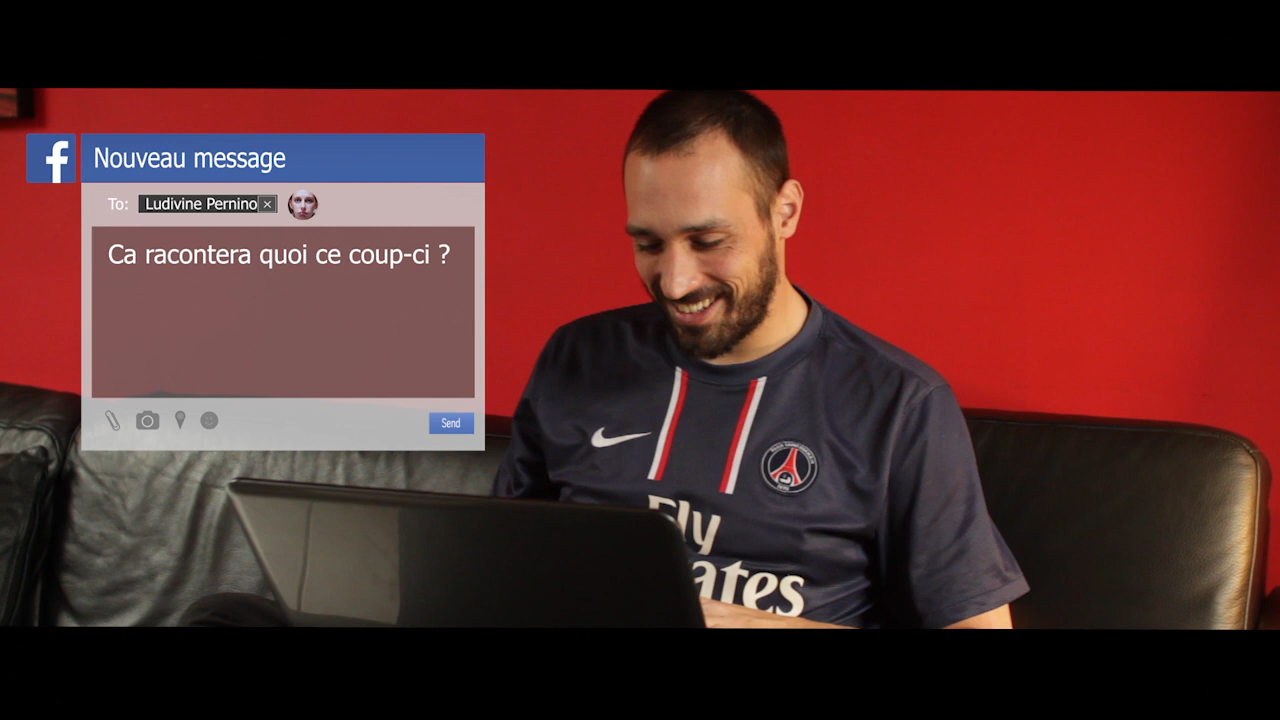 f
Nouveau message
To: Ludivine Pernino ×
Ca racontera quoi ce coup-ci ?
Send
Fly
ates